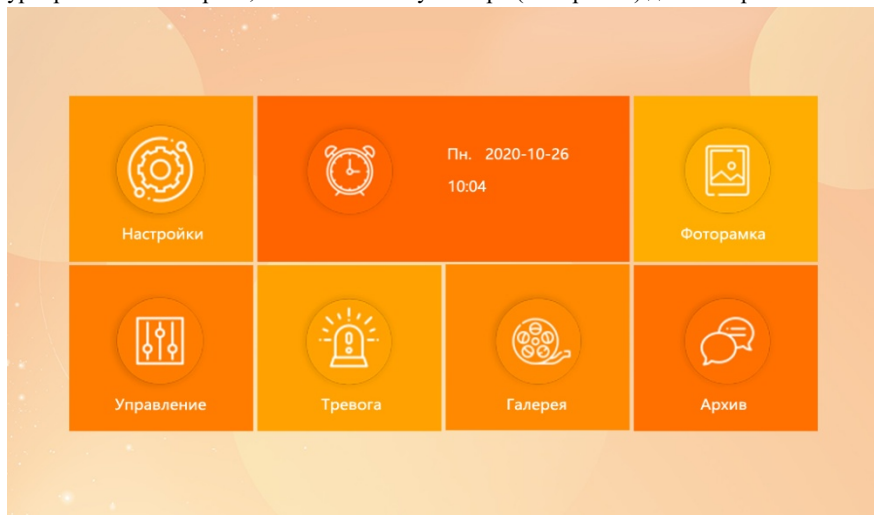 Пн. 2020-10-26
10:04
Настройки
Фоторамка
Управление
Тревога
Галерея
Архив